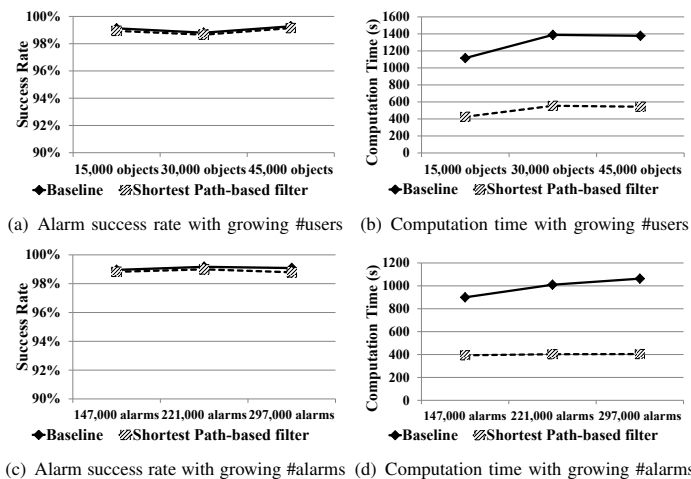 100%
98%
96%
94%
92%
90%
Success Rate
15,000 objects 30,000 objects 45,000 objects
Baseline Shortest Path-based filter
(a) Alarm success rate with growing #users
1600
1400
1200
1000
800
600
400
200
0
Computation Time (s)
15,000 objects 30,000 objects 45,000 objects
Baseline Shortest Path-based filter
(b) Computation time with growing #users
100%
98%
96%
94%
92%
90%
Success Rate
147,000 alarms 221,000 alarms 297,000 alarms
Baseline Shortest Path-based filter
(c) Alarm success rate with growing #alarms
1200
1000
800
600
400
200
0
Computation Time (s)
147,000 alarms 221,000 alarms 297,000 alarms
Baseline Shortest Path-based filter
(d) Computation time with growing #alarms